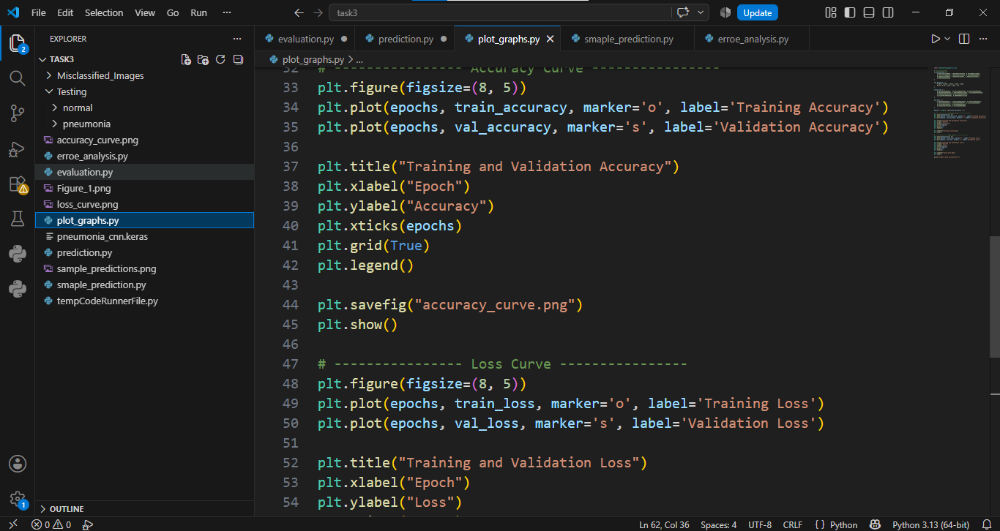 File Edit Selection View Go Run ··· task3 Update
EXPLORER ···
TASK3
Misclassified_Images
Testing
normal
pneumonia
accuracy_curve.png
erroe_analysis.py
evaluation.py
Figure_1.png
loss_curve.png
plot_graphs.py
pneumonia_cnn.keras
prediction.py
sample_predictions.png
smaple_prediction.py
tempCodeRunnerFile.py
OUTLINE
2
1
evaluation.py prediction.py plot_graphs.py smaple_prediction.py erroe_analysis.py ···
plot_graphs.py > ...
32 # ---------------- Accuracy Curve ----------------
33 plt.figure(figsize=(8, 5))
34 plt.plot(epochs, train_accuracy, marker='o', label='Training Accuracy')
35 plt.plot(epochs, val_accuracy, marker='s', label='Validation Accuracy')
36
37 plt.title("Training and Validation Accuracy")
38 plt.xlabel("Epoch")
39 plt.ylabel("Accuracy")
40 plt.xticks(epochs)
41 plt.grid(True)
42 plt.legend()
43
44 plt.savefig("accuracy_curve.png")
45 plt.show()
46
47 # ---------------- Loss Curve ----------------
48 plt.figure(figsize=(8, 5))
49 plt.plot(epochs, train_loss, marker='o', label='Training Loss')
50 plt.plot(epochs, val_loss, marker='s', label='Validation Loss')
51
52 plt.title("Training and Validation Loss")
53 plt.xlabel("Epoch")
54 plt.ylabel("Loss")
0 0 Ln 62, Col 36 Spaces: 4 UTF-8 CRLF { } Python Python 3.13 (64-bit)